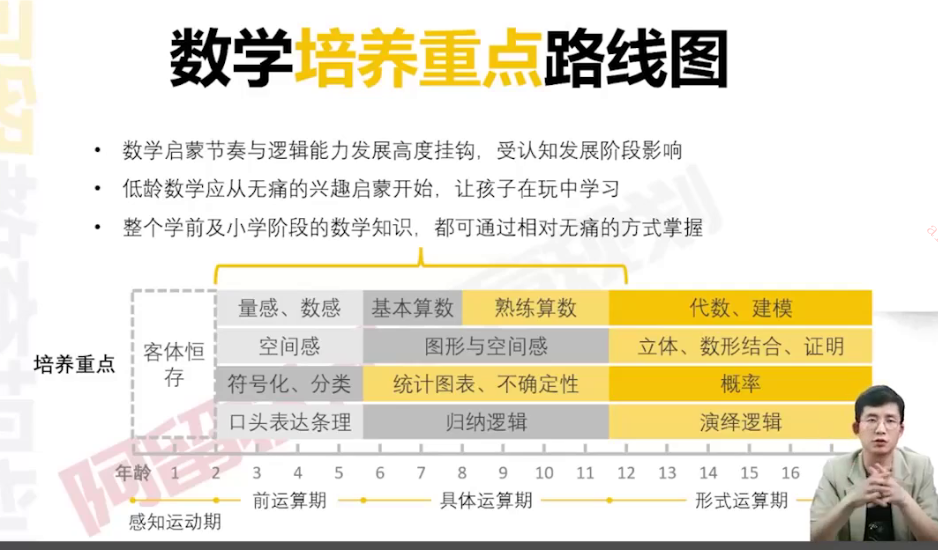 数学培养重点路线图
• 数学启蒙节奏与逻辑能力发展高度挂钩，受认知发展阶段影响
• 低龄数学应从无痛的兴趣启蒙开始，让孩子在玩中学习
• 整个学前及小学阶段的数学知识，都可通过相对无痛的方式掌握
量感、数感 基本算数 熟练算数 代数、建模
空间感 图形与空间感 立体、数形结合、证明
培养重点
客体恒
存
符号化、分类 统计图表、不确定性 概率
口头表达条理 归纳逻辑 演绎逻辑
年龄 1 2 3 4 5 6 7 8 9 10 11 12 13 14 15 16
前运算期 具体运算期 形式运算期
感知运动期